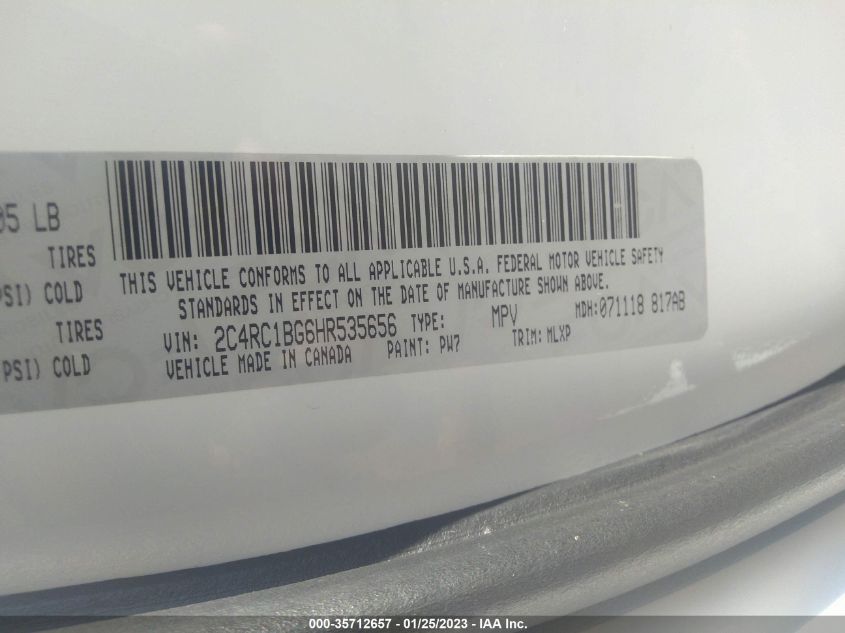 05 LB
TIRES
PSI) COLD
TIRES
PSI) COLD
THIS VEHICLE CONFORMS TO ALL APPLICABLE U.S.A. FEDERAL MOTOR VEHICLE SAFETY
STANDARDS IN EFFECT ON THE DATE OF MANUFACTURE SHOWN ABOVE.
VIN: 2C4RC1BG6HR535656 TYPE: MPV MDH:071118 817AB
VEHICLE MADE IN CANADA PAINT: PW7 TRIM: MLXP
000-35712657 - 01/25/2023 - IAA Inc.